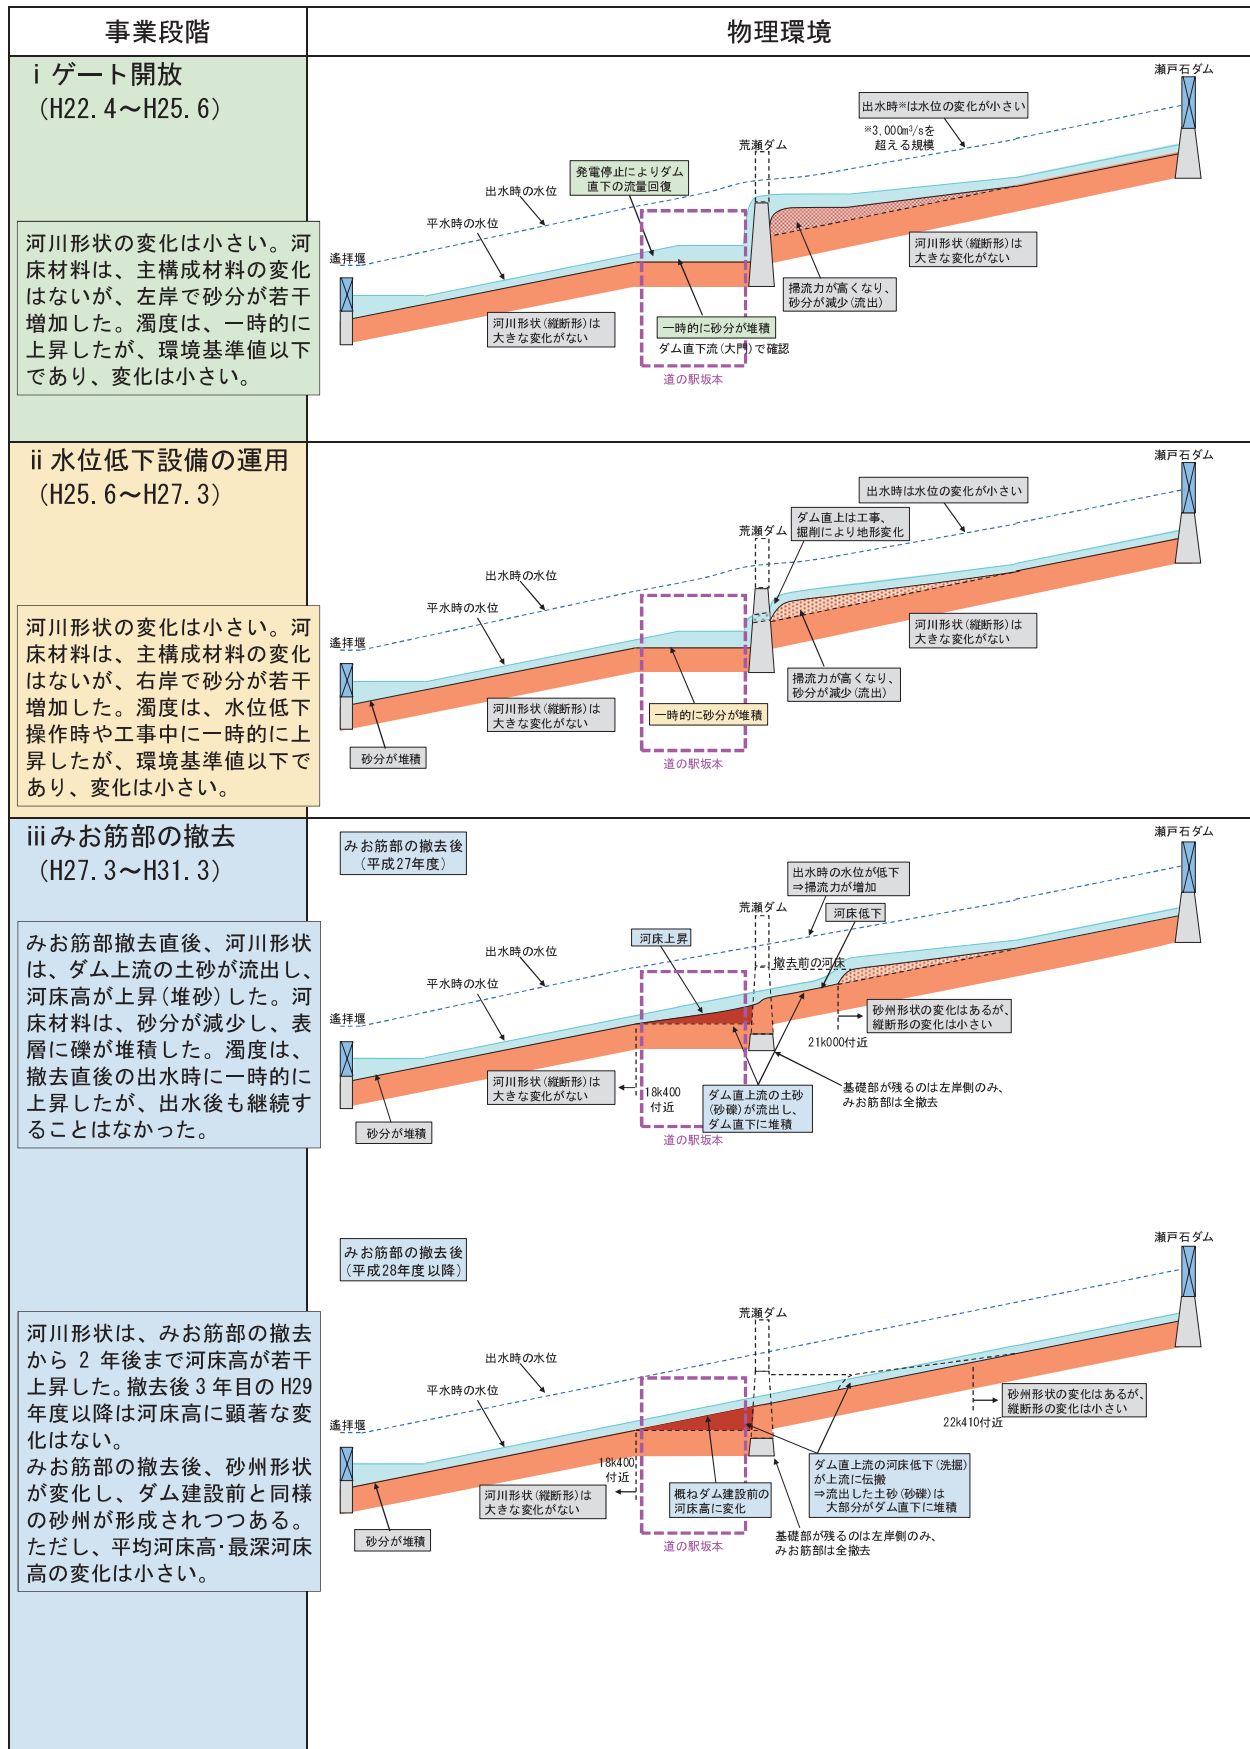 事業段階
物理環境
ⅰ ゲート開放
(H22.4～H25.6)
河川形状の変化は小さい。河
床材料は、主構成材料の変化
はないが、左岸で砂分が若干
増加した。濁度は、一時的に
上昇したが、環境基準値以下
であり、変化は小さい。
瀬戸石ダム
出水時※は水位の変化が小さい
※3,000m³/sを
超える規模
荒瀬ダム
発電停止によりダム
直下の流量回復
出水時の水位
平水時の水位
遙拝堰
河川形状(縦断形)は
大きな変化がない
掃流力が高くなり、
砂分が減少(流出)
河川形状(縦断形)は
大きな変化がない
一時的に砂分が堆積
ダム直下流(大門)で確認
道の駅坂本
ⅱ 水位低下設備の運用
(H25.6～H27.3)
河川形状の変化は小さい。河
床材料は、主構成材料の変化
はないが、右岸で砂分が若干
増加した。濁度は、水位低下
操作時や工事中に一時的に上
昇したが、環境基準値以下で
あり、変化は小さい。
瀬戸石ダム
出水時は水位の変化が小さい
ダム直上は工事、
掘削により地形変化
荒瀬ダム
出水時の水位
平水時の水位
遙拝堰
河川形状(縦断形)は
大きな変化がない
掃流力が高くなり、
砂分が減少(流出)
河川形状(縦断形)は
大きな変化がない
一時的に砂分が堆積
砂分が堆積
道の駅坂本
ⅲ みお筋部の撤去
(H27.3～H31.3)
みお筋部撤去直後、河川形状
は、ダム上流の土砂が流出し、
河床高が上昇(堆砂)した。河
床材料は、砂分が減少し、表
層に礫が堆積した。濁度は、
撤去直後の出水時に一時的に
上昇したが、出水後も継続す
ることはなかった。
みお筋部の撤去後
(平成27年度)
瀬戸石ダム
出水時の水位が低下
⇒掃流力が増加
荒瀬ダム
河床低下
河床上昇
出水時の水位
撤去前の河床
平水時の水位
遙拝堰
砂州形状の変化はあるが、
縦断形の変化は小さい
21k000付近
河川形状(縦断形)は
大きな変化がない
18k400
付近
ダム直上流の土砂
(砂礫)が流出し、
ダム直下に堆積
基礎部が残るのは左岸側のみ、
みお筋部は全撤去
砂分が堆積
道の駅坂本
みお筋部の撤去後
(平成28年度以降)
河川形状は、みお筋部の撤去
から 2 年後まで河床高が若干
上昇した。撤去後 3 年目の H29
年度以降は河床高に顕著な変
化はない。
みお筋部の撤去後、砂州形状
が変化し、ダム建設前と同様
の砂州が形成されつつある。
ただし、平均河床高・最深河床
高の変化は小さい。
瀬戸石ダム
荒瀬ダム
出水時の水位
平水時の水位
遙拝堰
砂州形状の変化はあるが、
縦断形の変化は小さい
22k410付近
18k400
付近
河川形状(縦断形)は
大きな変化がない
概ねダム建設前の
河床高に変化
ダム直上流の河床低下(洗掘)
が上流に伝搬
⇒流出した土砂(砂礫)は
大部分がダム直下に堆積
砂分が堆積
基礎部が残るのは左岸側のみ、
みお筋部は全撤去
道の駅坂本